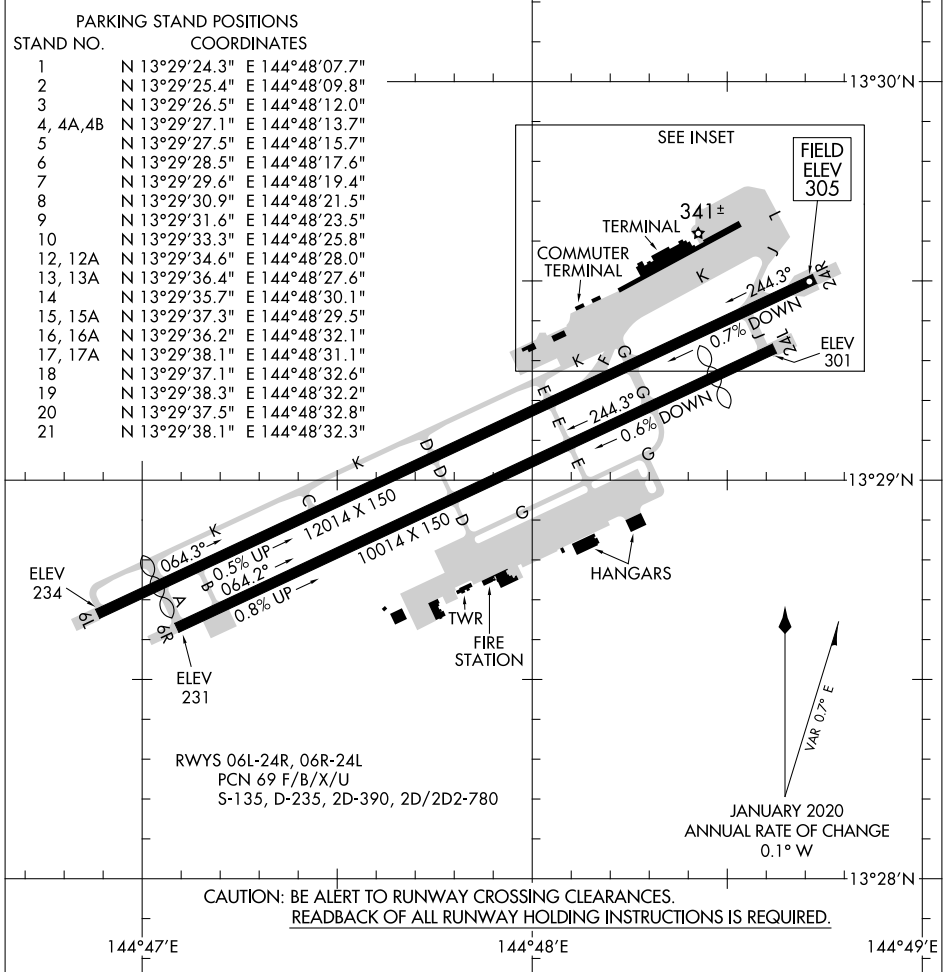 PARKING STAND POSITIONS
STAND NO. COORDINATES
1 N 13°29'24.3" E 144°48'07.7"
2 N 13°29'25.4" E 144°48'09.8"
3 N 13°29'26.5" E 144°48'12.0"
4, 4A,4B N 13°29'27.1" E 144°48'13.7"
5 N 13°29'27.5" E 144°48'15.7"
6 N 13°29'28.5" E 144°48'17.6"
7 N 13°29'29.6" E 144°48'19.4"
8 N 13°29'30.9" E 144°48'21.5"
9 N 13°29'31.6" E 144°48'23.5"
10 N 13°29'33.3" E 144°48'25.8"
12, 12A N 13°29'34.6" E 144°48'28.0"
13, 13A N 13°29'36.4" E 144°48'27.6"
14 N 13°29'35.7" E 144°48'30.1"
15, 15A N 13°29'37.3" E 144°48'29.5"
16, 16A N 13°29'36.2" E 144°48'32.1"
17, 17A N 13°29'38.1" E 144°48'31.1"
18 N 13°29'37.1" E 144°48'32.6"
19 N 13°29'38.3" E 144°48'32.2"
20 N 13°29'37.5" E 144°48'32.8"
21 N 13°29'38.1" E 144°48'32.3"
13°30'N
SEE INSET
FIELD
ELEV
305
341±
TERMINAL
COMMUTER
TERMINAL
L
J
K
24R
244.3°
0.7% DOWN
J
24L
ELEV
301
K
F
G
E
E
E
G
G
244.3°
0.6% DOWN
13°29'N
D
D
D
G
K
C
K
12014 X 150
10014 X 150
064.3°
0.5% UP
064.2°
0.8% UP
B
A
6L
6R
ELEV
234
ELEV
231
HANGARS
TWR
FIRE
STATION
VAR 0.7° E
JANUARY 2020
ANNUAL RATE OF CHANGE
0.1° W
RWYS 06L-24R, 06R-24L
PCN 69 F/B/X/U
S-135, D-235, 2D-390, 2D/2D2-780
13°28'N
CAUTION: BE ALERT TO RUNWAY CROSSING CLEARANCES.
READBACK OF ALL RUNWAY HOLDING INSTRUCTIONS IS REQUIRED.
144°47'E
144°48'E
144°49'E